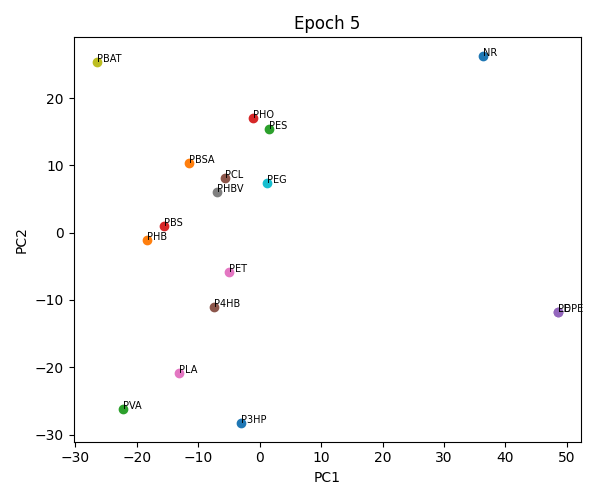 Epoch 5
PBAT
NR
PHO
PES
PBSA
PCL
PEG
PHBV
PBS
PHB
PET
P4HB
PLA
PVA
P3HP
20
10
0
−10
−20
−30
PC2
−30
−20
−10
0
10
20
30
40
50
PC1